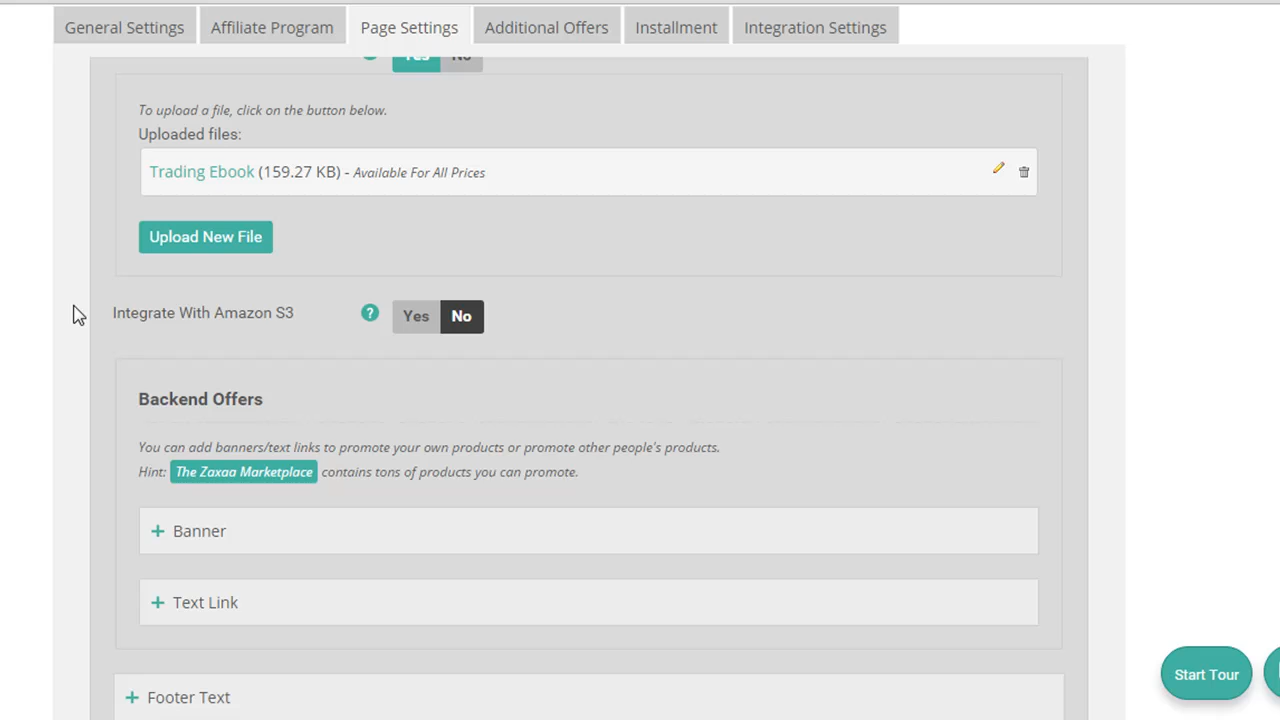 General Settings
Affiliate Program
Page Settings
Additional Offers
Installment
Integration Settings
Yes No
To upload a file, click on the button below.
Uploaded files:
Trading Ebook (159.27 KB) - Available For All Prices
Upload New File
Integrate With Amazon S3 ? Yes No
Backend Offers
You can add banners/text links to promote your own products or promote other people's products.
Hint: The Zaxaa Marketplace contains tons of products you can promote.
+ Banner
+ Text Link
+ Footer Text
Start Tour